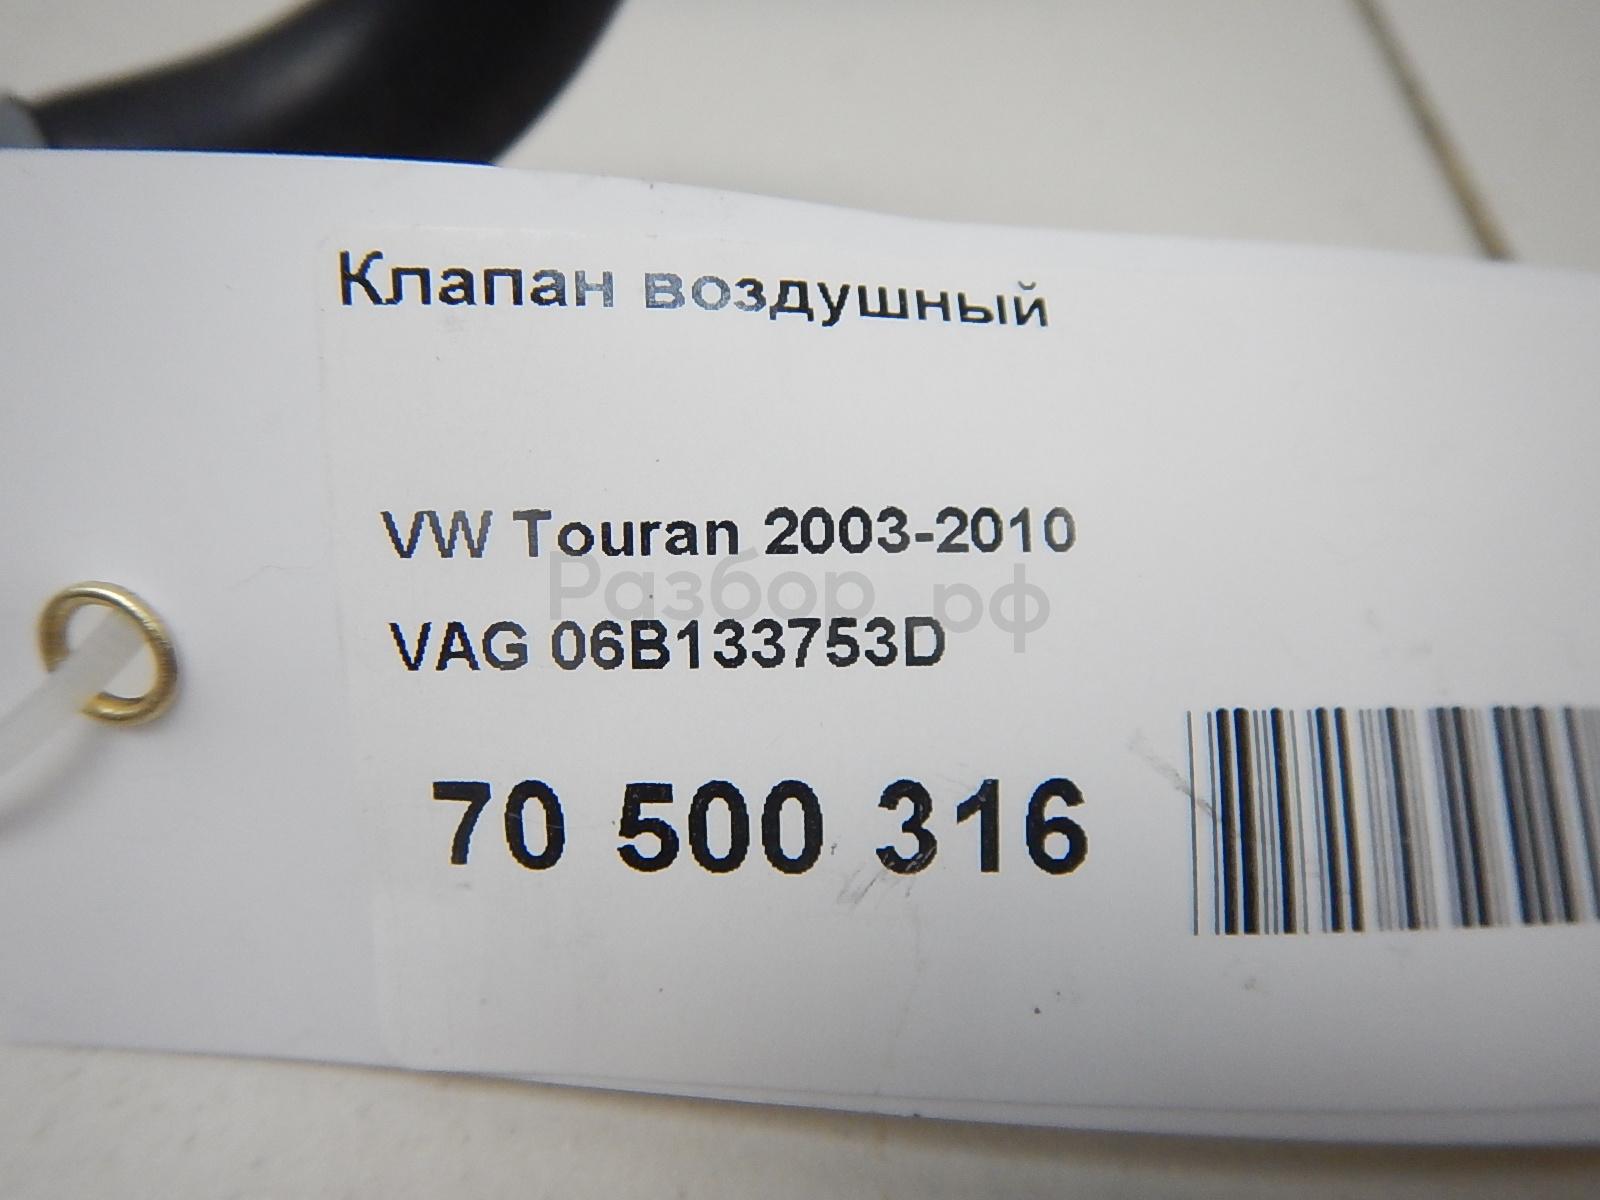 Клапан воздушный
VW Touran 2003-2010
Разбор.рф
VAG 06B133753D
70 500 316